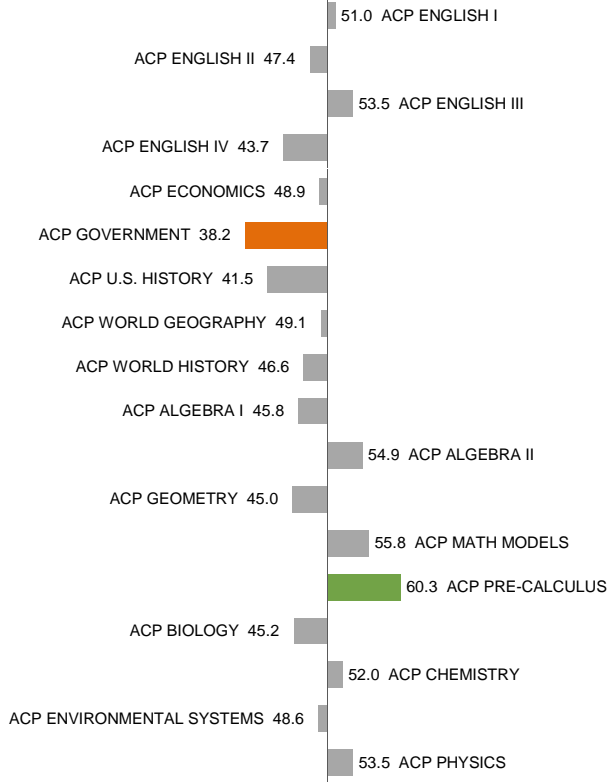 51.0 ACP ENGLISH I
ACP ENGLISH II 47.4
53.5 ACP ENGLISH III
ACP ENGLISH IV 43.7
ACP ECONOMICS 48.9
ACP GOVERNMENT 38.2
ACP U.S. HISTORY 41.5
ACP WORLD GEOGRAPHY 49.1
ACP WORLD HISTORY 46.6
ACP ALGEBRA I 45.8
54.9 ACP ALGEBRA II
ACP GEOMETRY 45.0
55.8 ACP MATH MODELS
60.3 ACP PRE-CALCULUS
ACP BIOLOGY 45.2
52.0 ACP CHEMISTRY
ACP ENVIRONMENTAL SYSTEMS 48.6
53.5 ACP PHYSICS